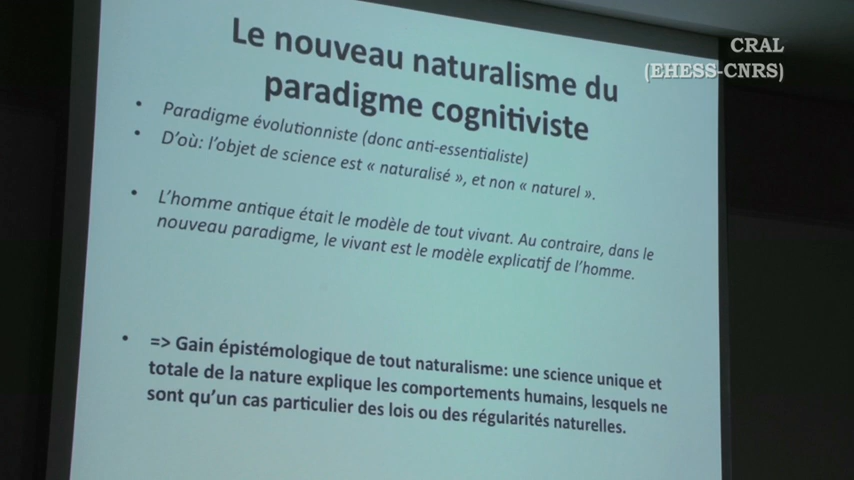 CRAL
(EHESS-CNRS)
Le nouveau naturalisme du
paradigme cognitiviste
• Paradigme évolutionniste (donc anti-essentialiste)
• D'où: l'objet de science est « naturalisé », et non « naturel ».
• L'homme antique était le modèle de tout vivant. Au contraire, dans le
nouveau paradigme, le vivant est le modèle explicatif de l'homme.
• => Gain épistémologique de tout naturalisme: une science unique et
totale de la nature explique les comportements humains, lesquels ne
sont qu'un cas particulier des lois ou des régularités naturelles.